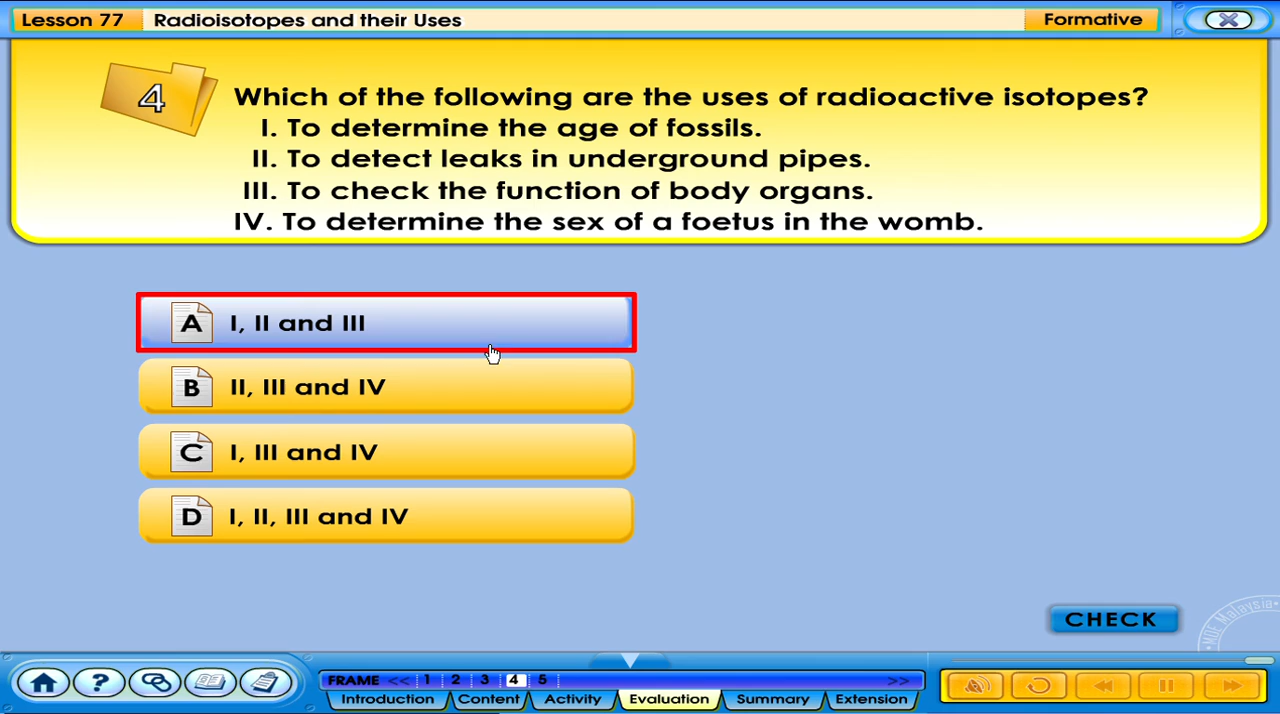 Lesson 77 Radioisotopes and their Uses Formative
4
Which of the following are the uses of radioactive isotopes?
I. To determine the age of fossils.
II. To detect leaks in underground pipes.
III. To check the function of body organs.
IV. To determine the sex of a foetus in the womb.
A I, II and III
B II, III and IV
C I, III and IV
D I, II, III and IV
CHECK
MOE Malaysia
? FRAME << 1 2 3 4 5 >>
Introduction Content Activity Evaluation Summary Extension